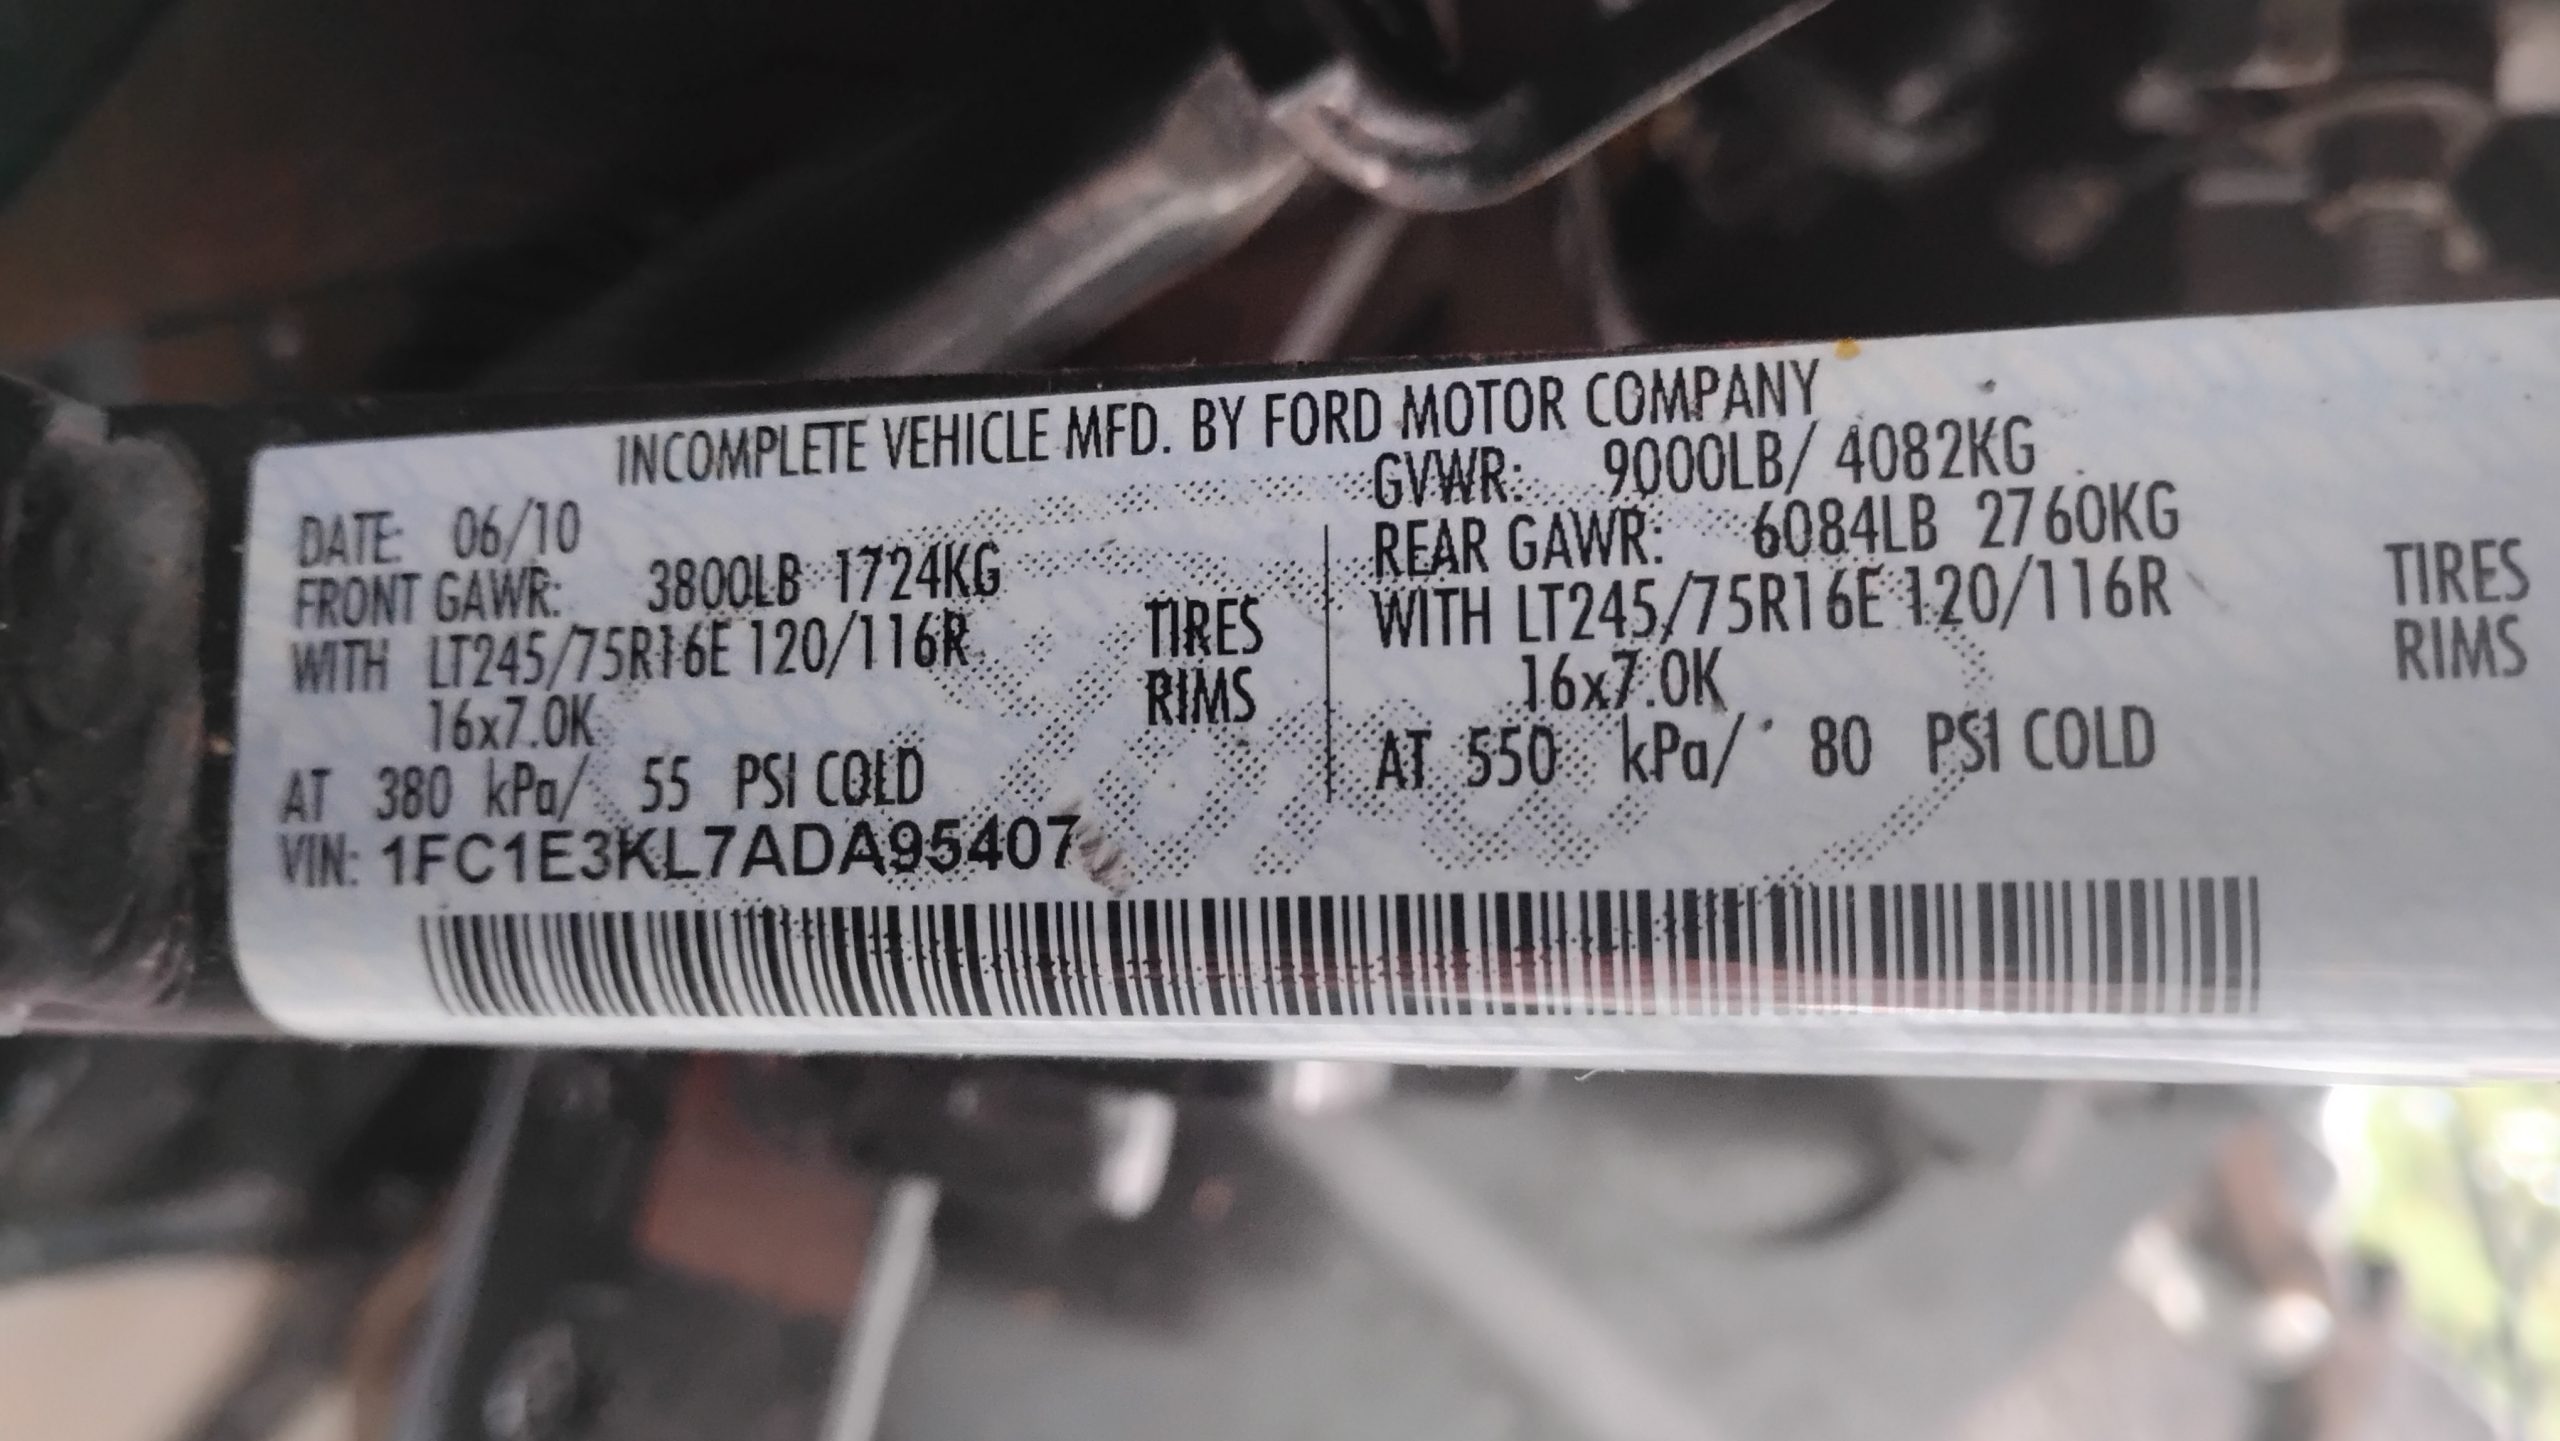 INCOMPLETE VEHICLE MFD. BY FORD MOTOR COMPANY
DATE: 06/10 GVWR: 9000LB/ 4082KG
FRONT GAWR: 3800LB 1724KG REAR GAWR: 6084LB 2760KG
WITH LT245/75R16E 120/116R TIRES WITH LT245/75R16E 120/116R TIRES
16x7.0K RIMS 16x7.0K RIMS
AT 380 kPa/ 55 PSI COLD AT 550 kPa/ 80 PSI COLD
VIN: 1FC1E3KL7ADA95407